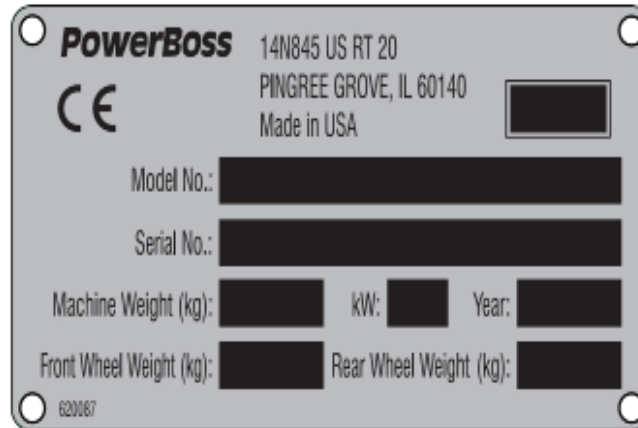 PowerBoss
14N845 US RT 20
PINGREE GROVE, IL 60140
Made in USA
CE
Model No.:
Serial No.:
Machine Weight (kg):
kW:
Year:
Front Wheel Weight (kg):
Rear Wheel Weight (kg):
620087